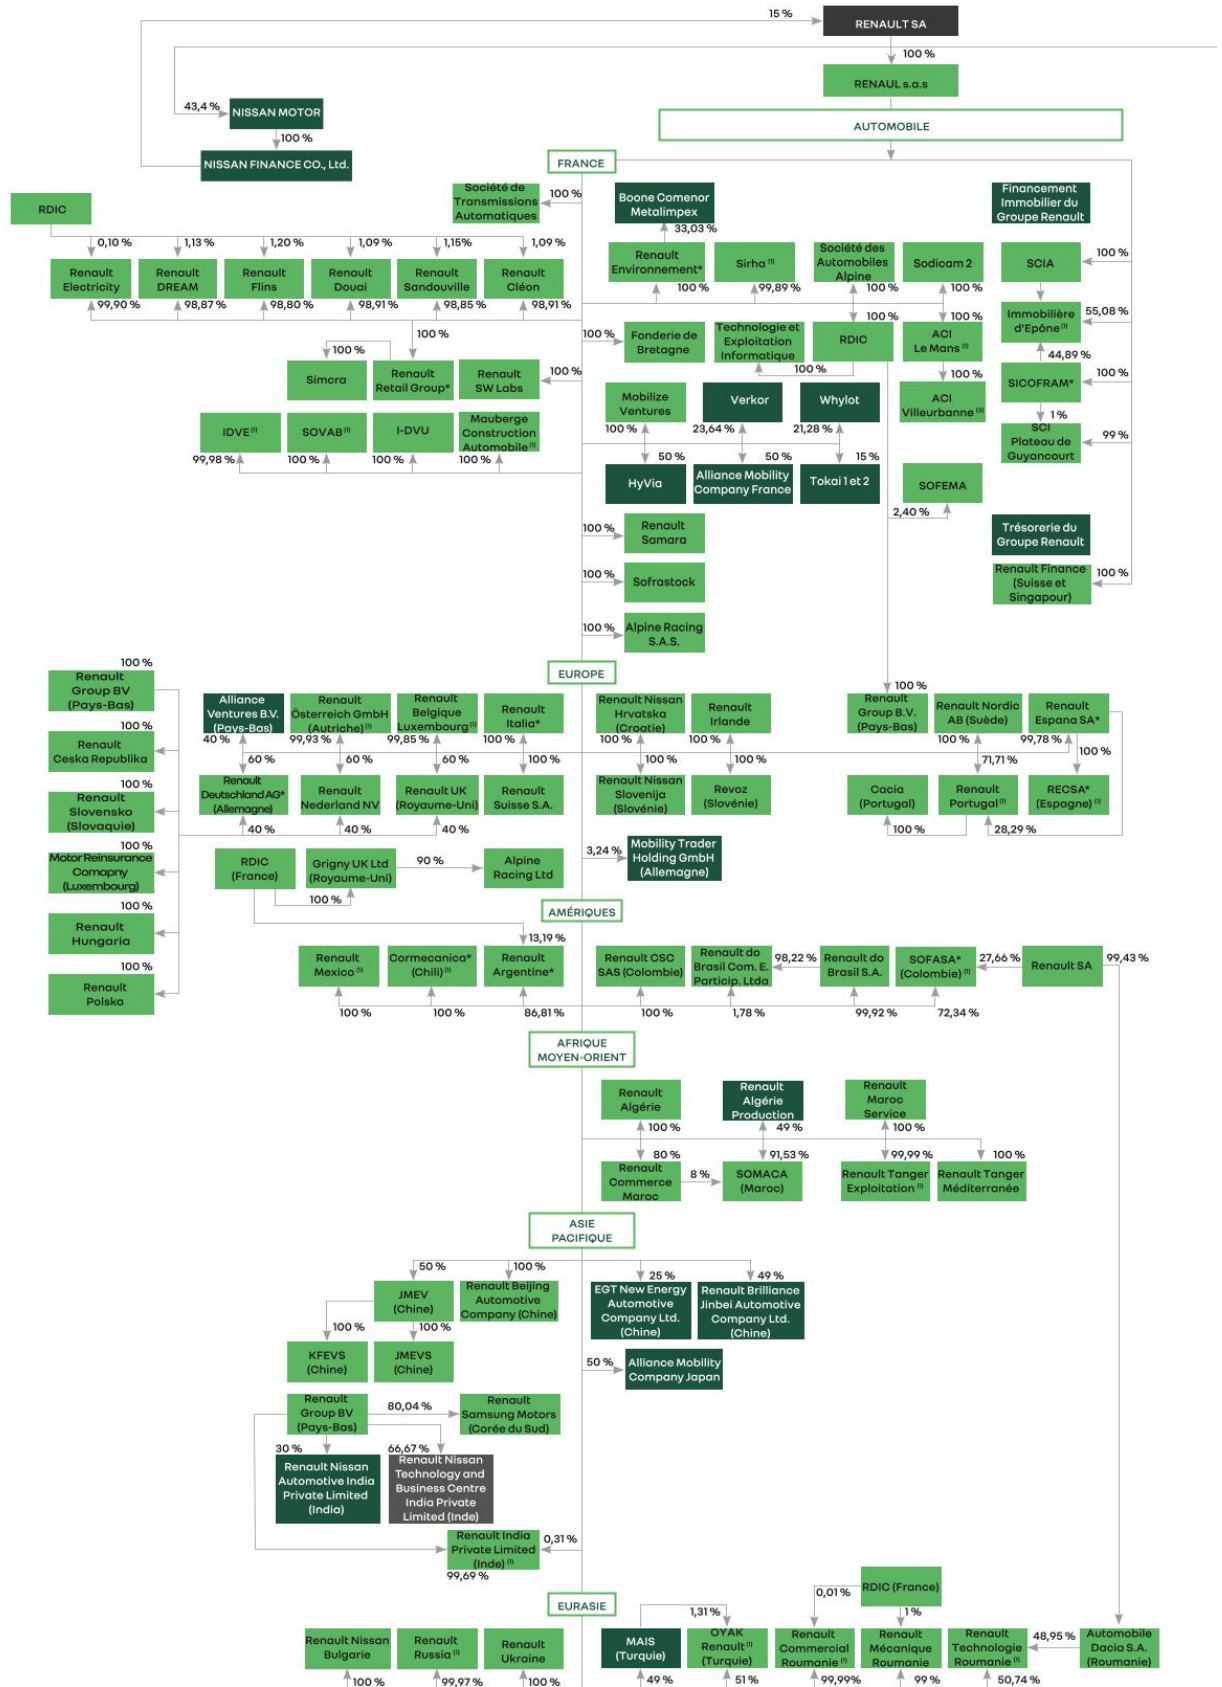 15 %
RENAULT SA
100 %
RENAUL s.a.s
43,4 %
NISSAN MOTOR
AUTOMOBILE
100 %
NISSAN FINANCE CO., Ltd.
FRANCE
Société de
Transmissions
Automatiques
100 %
Boone Comenor
Metalimpex
Financement
Immobilier du
Groupe Renault
RDIC
33,03 %
0,10 %
1,13 %
1,20 %
1,09 %
1,15%
1,09 %
Renault
Environnement*
Sirha (1)
Société des
Automobiles
Alpine
Sodicam 2
SCIA
100 %
Renault
Electricity
Renault
DREAM
Renault
Flins
Renault
Douai
Renault
Sandouville
Renault
Cléon
100 %
99,89 %
100 %
100 %
99,90 %
98,87 %
98,80 %
98,91 %
98,85 %
98,91 %
Immobilière
d'Epône (1)
55,08 %
100 %
100 %
Fonderie de
Bretagne
Technologie et
Exploitation
Informatique
100 %
RDIC
100 %
ACI
Le Mans (1)
44,89 %
100 %
Simcra
Renault
Retail Group*
Renault
SW Labs
100 %
100 %
100 %
SICOFRAM*
100 %
Mobilize
Ventures
Verkor
Whylot
ACI
Villeurbanne (3)
1 %
IDVE (1)
SOVAB (1)
I-DVU
Mauberge
Construction
Automobile (1)
100 %
23,64 %
21,28 %
SCI
Plateau de
Guyancourt
99 %
99,98 %
100 %
100 %
100 %
50 %
50 %
15 %
HyVia
Alliance Mobility
Company France
Tokai 1 et 2
SOFEMA
2,40 %
100 %
Renault
Samara
Trésorerie du
Groupe Renault
100 %
Sofrastock
Renault Finance
(Suisse et
Singapour)
100 %
100 %
Alpine Racing
S.A.S.
EUROPE
100 %
Renault
Group BV
(Pays-Bas)
100 %
Alliance
Ventures B.V.
(Pays-Bas)
Renault
Österreich GmbH
(Autriche) (1)
Renault
Belgique
Luxembourg (1)
Renault
Italia*
Renault Nissan
Hrvatska
(Croatie)
Renault
Irlande
Renault
Group B.V.
(Pays-Bas)
Renault Nordic
AB (Suède)
Renault
Espana SA*
100 %
40 %
99,93 %
99,85 %
100 %
100 %
100 %
100 %
99,78 %
Renault
Ceska Republika
60 %
60 %
60 %
100 %
100 %
100 %
71,71 %
100 %
100 %
Renault
Slovensko
(Slovaquie)
Renault
Deutschland AG*
(Allemagne)
Renault
Nederland NV
Renault UK
(Royaume-Uni)
Renault
Suisse S.A.
Renault Nissan
Slovenija
(Slovénie)
Revoz
(Slovénie)
Cacia
(Portugal)
Renault
Portugal (1)
RECSA*
(Espagne) (1)
40 %
40 %
40 %
100 %
28,29 %
100 %
Motor Reinsurance
Comapny
(Luxembourg)
RDIC
(France)
Grigny UK Ltd
(Royaume-Uni)
90 %
Alpine
Racing Ltd
3,24 %
Mobility Trader
Holding GmbH
(Allemagne)
100 %
100 %
Renault
Hungaria
AMÉRIQUES
13,19 %
100 %
Renault
Polska
Renault
Mexico (1)
Cormecanica*
(Chili) (1)
Renault
Argentine*
Renault CSC
SAS (Colombie)
Renault do
Brasil Com. E.
Particip. Ltda
98,22 %
Renault do
Brasil S.A.
SOFASA*
(Colombie) (1)
27,66 %
Renault SA
99,43 %
100 %
100 %
86,81 %
100 %
1,78 %
99,92 %
72,34 %
AFRIQUE
MOYEN-ORIENT
Renault
Algérie
Renault
Algérie
Production
Renault
Maroc
Service
100 %
49 %
100 %
80 %
91,53 %
99,99 %
100 %
Renault
Commerce
Maroc
8 %
SOMACA
(Maroc)
Renault Tanger
Exploitation (1)
Renault Tanger
Méditerranée
ASIE
PACIFIQUE
50 %
100 %
25 %
49 %
JMEV
(Chine)
Renault Beijing
Automotive
Company (Chine)
EGT New Energy
Automotive
Company Ltd.
(Chine)
Renault Brilliance
Jinbei Automotive
Company Ltd.
(Chine)
100 %
100 %
KFEVS
(Chine)
JMEVS
(Chine)
50 %
Alliance Mobility
Company Japan
Renault
Group BV
(Pays-Bas)
80,04 %
Renault
Samsung Motors
(Corée du Sud)
30 %
66,67 %
Renault Nissan
Automotive India
Private Limited
(India)
Renault Nissan
Technology and
Business Centre
India Private
Limited (Inde)
Renault India
Private Limited
(Inde) (1)
0,31 %
99,69 %
EURASIE
RDIC (France)
0,01 %
1,31 %
1 %
Renault Nissan
Bulgarie
Renault
Russia (1)
Renault
Ukraine
MAIS
(Turquie)
OYAK
Renault (1)
(Turquie)
Renault
Commercial
Roumanie (1)
Renault
Mécanique
Roumanie
Renault
Technologie
Roumanie (1)
48,95 %
Automobile
Dacia S.A.
(Roumanie)
100 %
99,97 %
100 %
49 %
51 %
99,99%
99 %
50,74 %